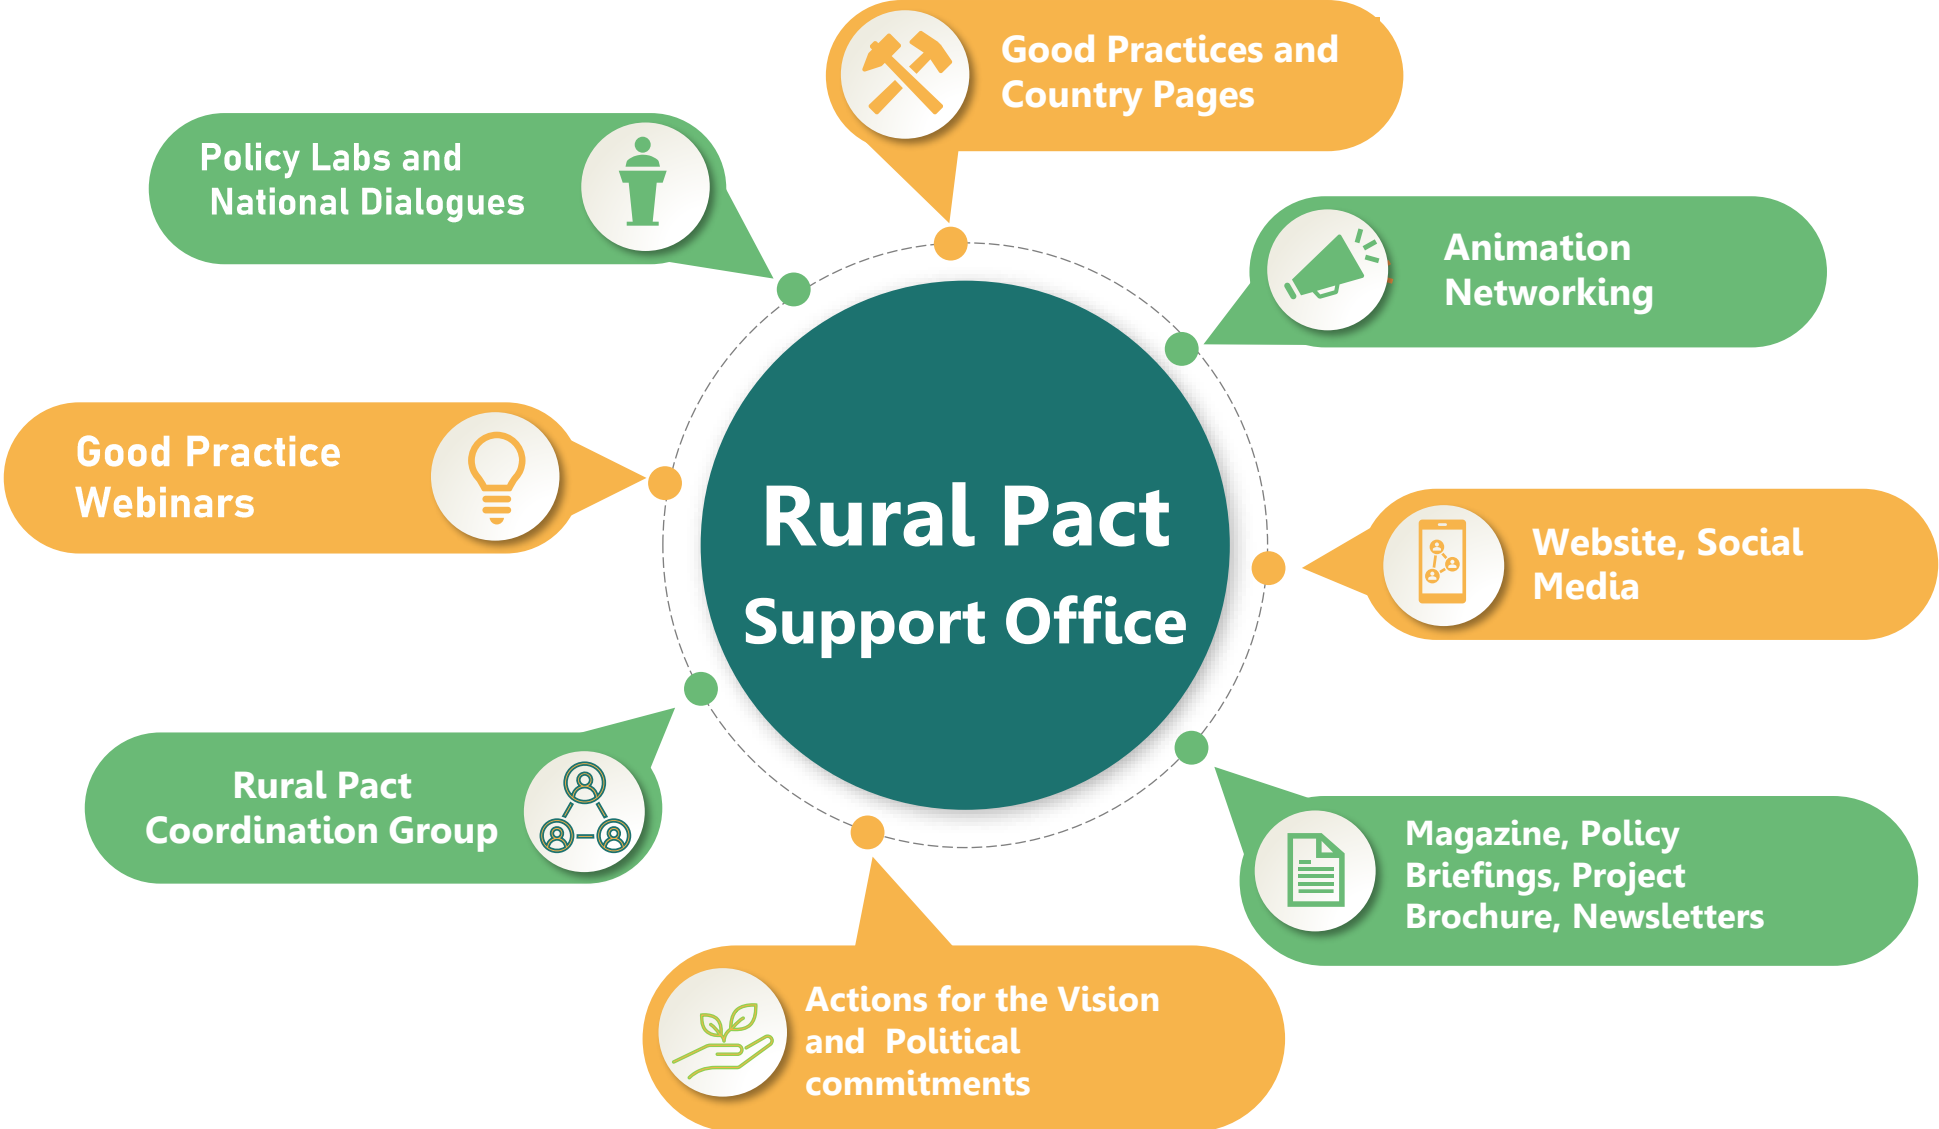 Good Practices and
Country Pages
Policy Labs and
National Dialogues
Animation
Networking
Good Practice
Webinars
Rural Pact
Support Office
Website, Social
Media
Rural Pact
Coordination Group
Magazine, Policy
Briefings, Project
Brochure, Newsletters
Actions for the Vision
and Political
commitments